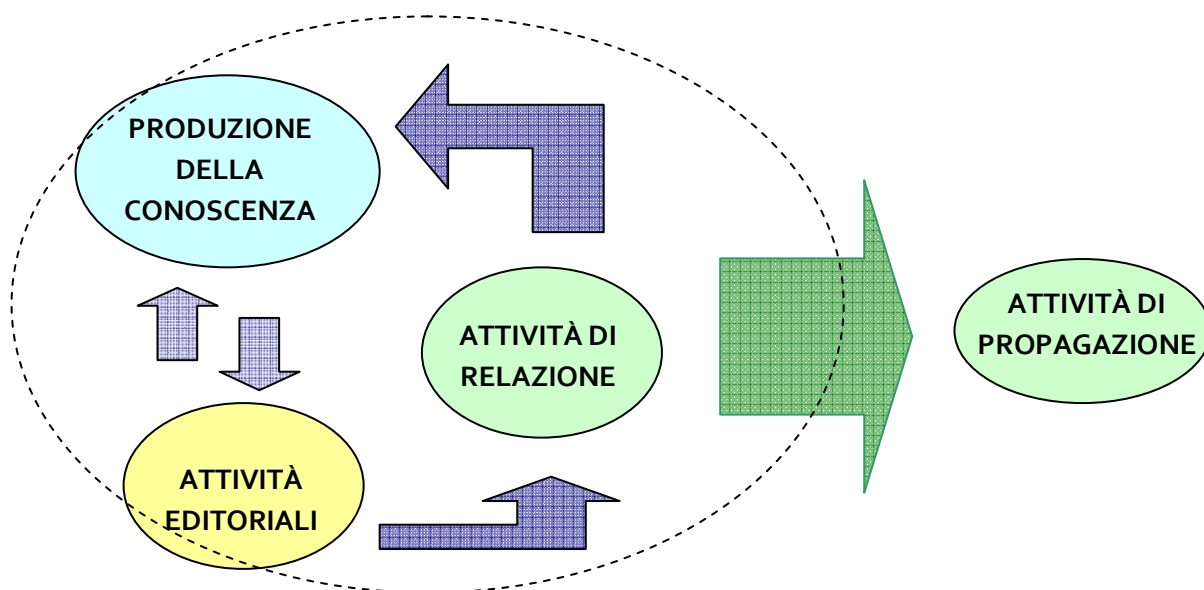 PRODUZIONE
DELLA
CONOSCENZA
ATTIVITÀ DI
RELAZIONE
ATTIVITÀ DI
PROPAGAZIONE
ATTIVITÀ
EDITORIALI